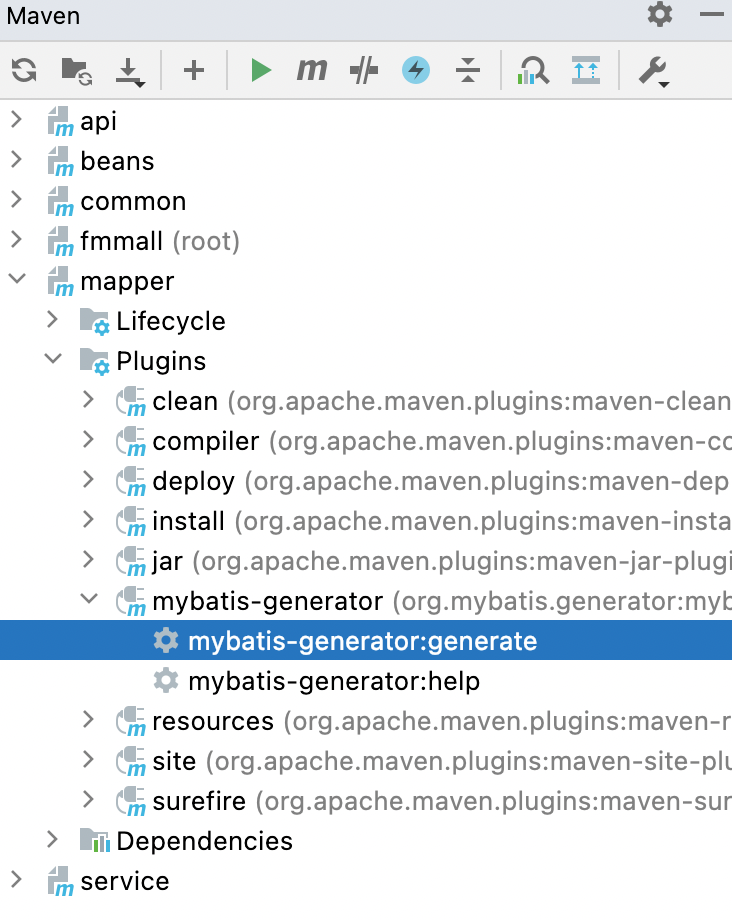 Maven
api
beans
common
fmmall (root)
mapper
Lifecycle
Plugins
clean (org.apache.maven.plugins:maven-clean
compiler (org.apache.maven.plugins:maven-co
deploy (org.apache.maven.plugins:maven-dep
install (org.apache.maven.plugins:maven-insta
jar (org.apache.maven.plugins:maven-jar-plugi
mybatis-generator (org.mybatis.generator:myb
mybatis-generator:generate
mybatis-generator:help
resources (org.apache.maven.plugins:maven-r
site (org.apache.maven.plugins:maven-site-plu
surefire (org.apache.maven.plugins:maven-sur
Dependencies
service